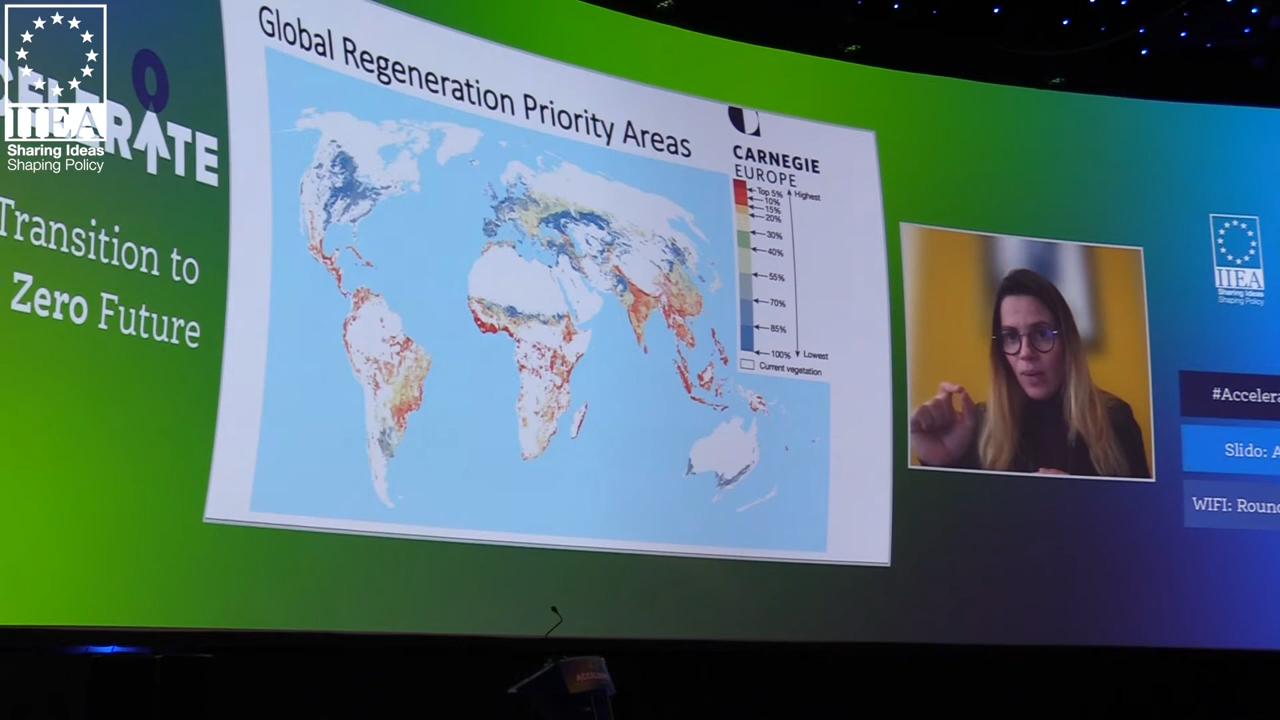 IIEA
Sharing Ideas
Shaping Policy
CELERATE
Transition to
Zero Future
Global Regeneration Priority Areas
CARNEGIE
EUROPE
Top 5%
10%
15%
20%
30%
40%
55%
70%
85%
100%
Highest
Lowest
Current vegetation
IIEA
Sharing Ideas
Shaping Policy
#Accelera
Slido: A
WIFI: Round